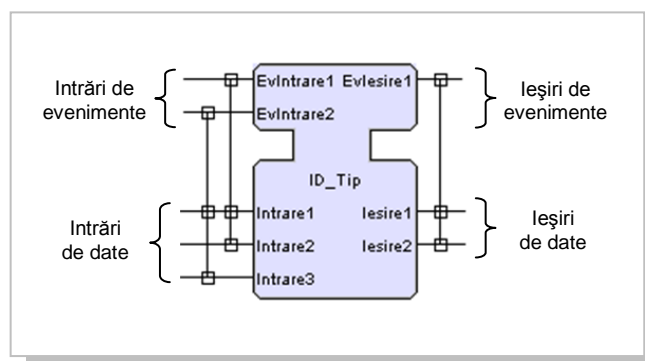 Intrări de
evenimente
EvIntrare1 EvIesire1
EvIntrare2
Ieşiri de
evenimente
ID_Tip
Intrări
de date
Intrare1
Intrare2
Intrare3
Iesire1
Iesire2
Ieşiri
de date